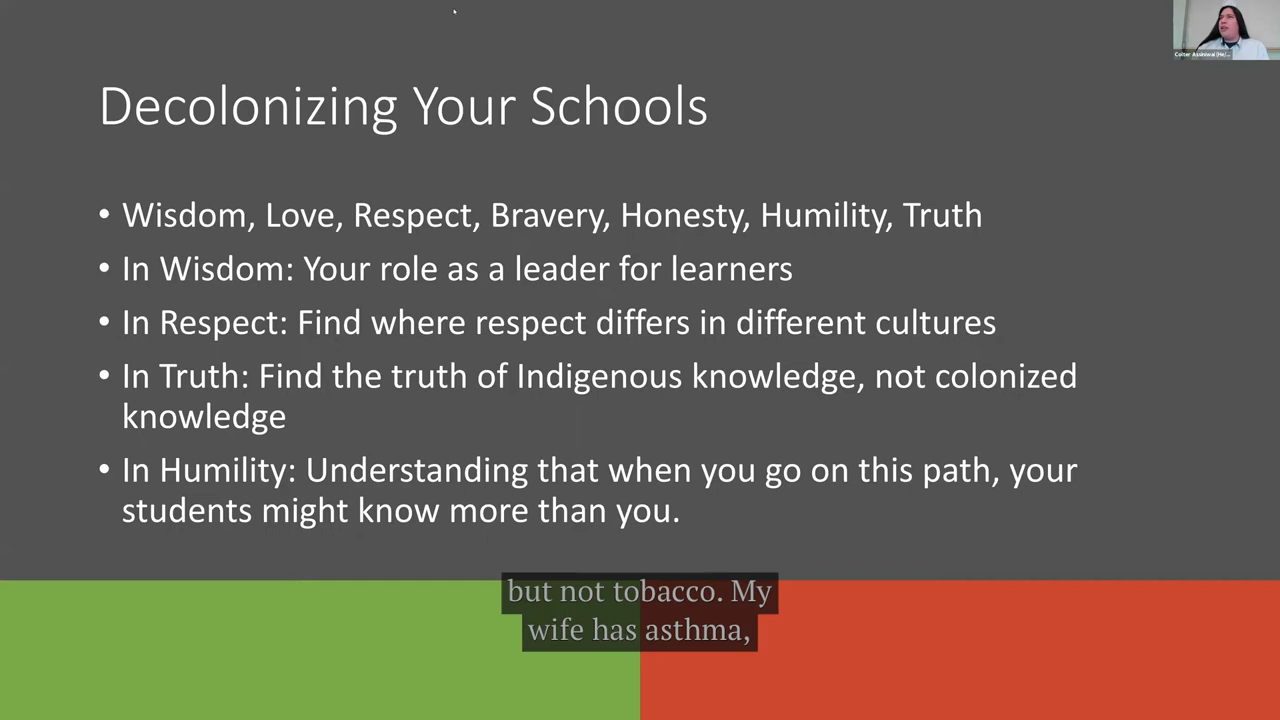 Colter Assiniwai (He/...
Decolonizing Your Schools
• Wisdom, Love, Respect, Bravery, Honesty, Humility, Truth
• In Wisdom: Your role as a leader for learners
• In Respect: Find where respect differs in different cultures
• In Truth: Find the truth of Indigenous knowledge, not colonized
knowledge
• In Humility: Understanding that when you go on this path, your
students might know more than you.
but not tobacco. My
wife has asthma,